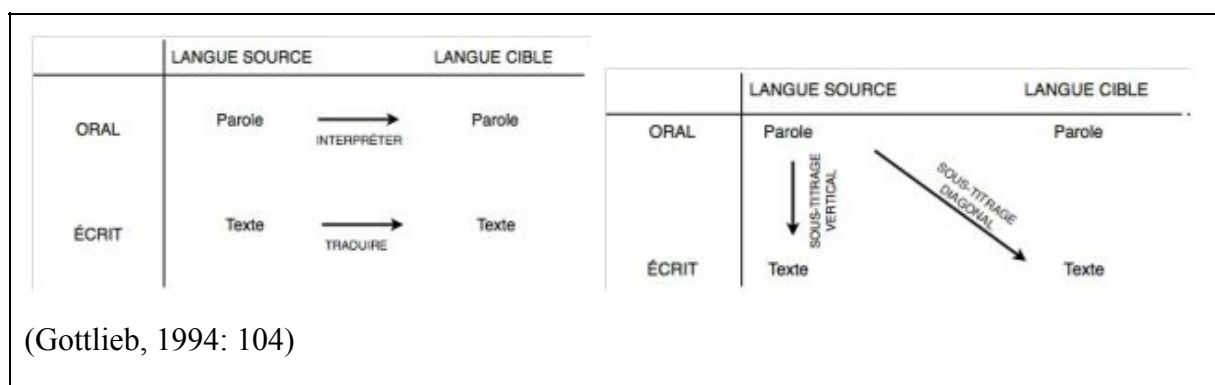 LANGUE SOURCE LANGUE CIBLE
ORAL Parole Parole
INTERPRÉTER
ÉCRIT Texte Texte
TRADUIRE
LANGUE SOURCE LANGUE CIBLE
ORAL Parole Parole
SOUS-TITRAGE
VERTICAL
SOUS-TITRAGE
DIAGONAL
ÉCRIT Texte Texte
(Gottlieb, 1994: 104)